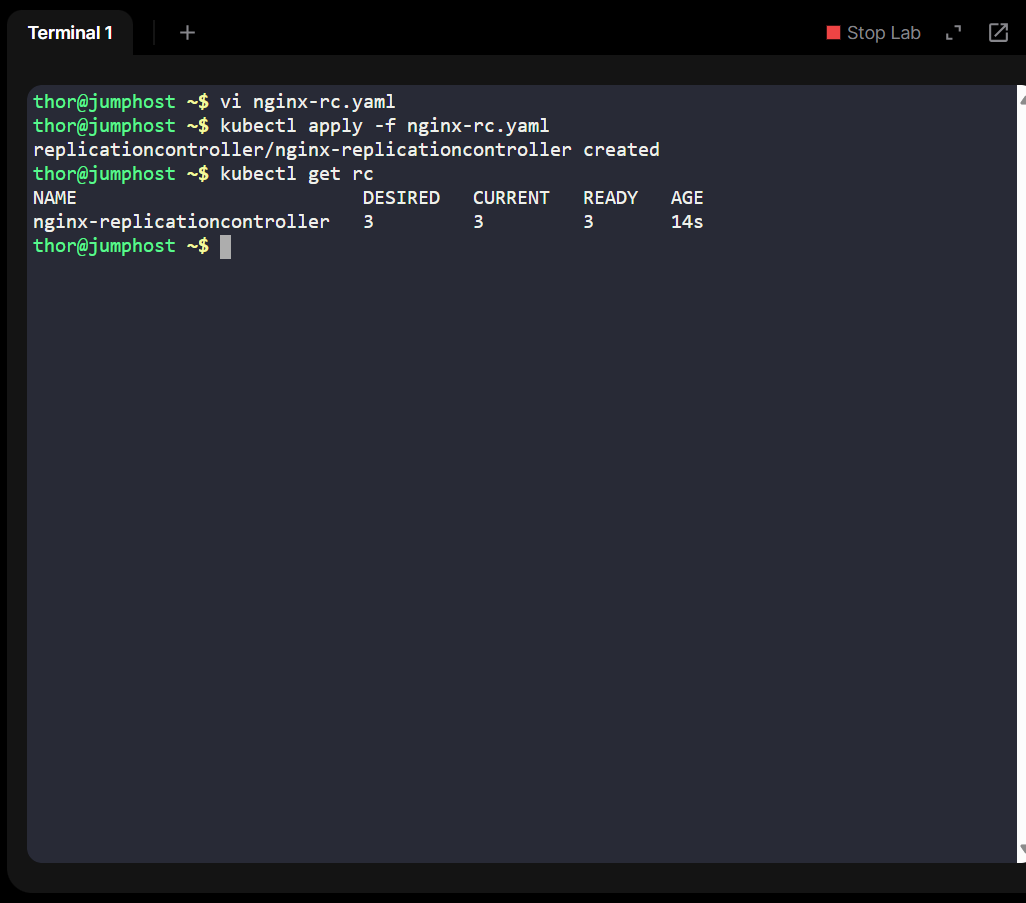 Terminal 1 + Stop Lab
thor@jumphost ~$ vi nginx-rc.yaml
thor@jumphost ~$ kubectl apply -f nginx-rc.yaml
replicationcontroller/nginx-replicationcontroller created
thor@jumphost ~$ kubectl get rc
NAME                          DESIRED   CURRENT   READY   AGE
nginx-replicationcontroller   3         3         3       14s
thor@jumphost ~$